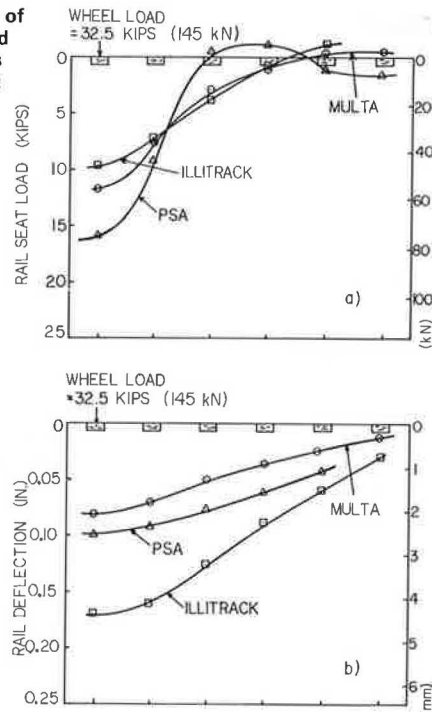 of
d
s
WHEEL LOAD
=32.5 KIPS (145 kN)
0
5
10
15
20
25
RAIL SEAT LOAD (KIPS)
0
20
40
60
80
100
(kN)
MULTA
ILLITRACK
PSA
a)
WHEEL LOAD
=32.5 KIPS (145 kN)
0
0.05
0.10
0.15
0.20
0.25
RAIL DEFLECTION (IN.)
0
1
2
3
4
5
6
mm)
MULTA
PSA
ILLITRACK
b)